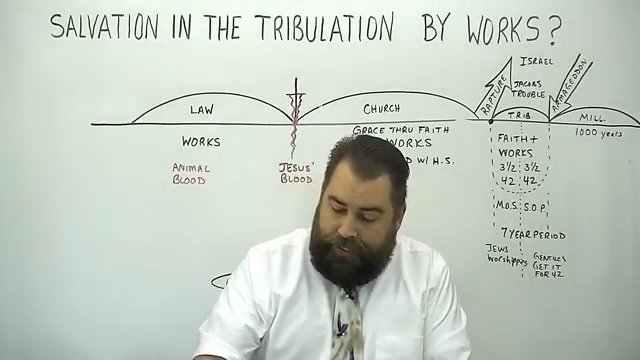 SALVATION IN THE TRIBULATION BY WORKS?
ISRAEL
JACOBS
TROUBLE
RAPTURE
ARMAGEDDON
LAW
CHURCH
TRIB.
MILL.
1000 years
WORKS
GRACE THRU FAITH
WORKS
W/ H.S.
FAITH +
WORKS
ANIMAL
BLOOD
JESUS'
BLOOD
3½ 3½
42 42
M.O.S. S.O.P.
7 YEAR PERIOD
JEWS
GENTILES
GET IT
FOR 42